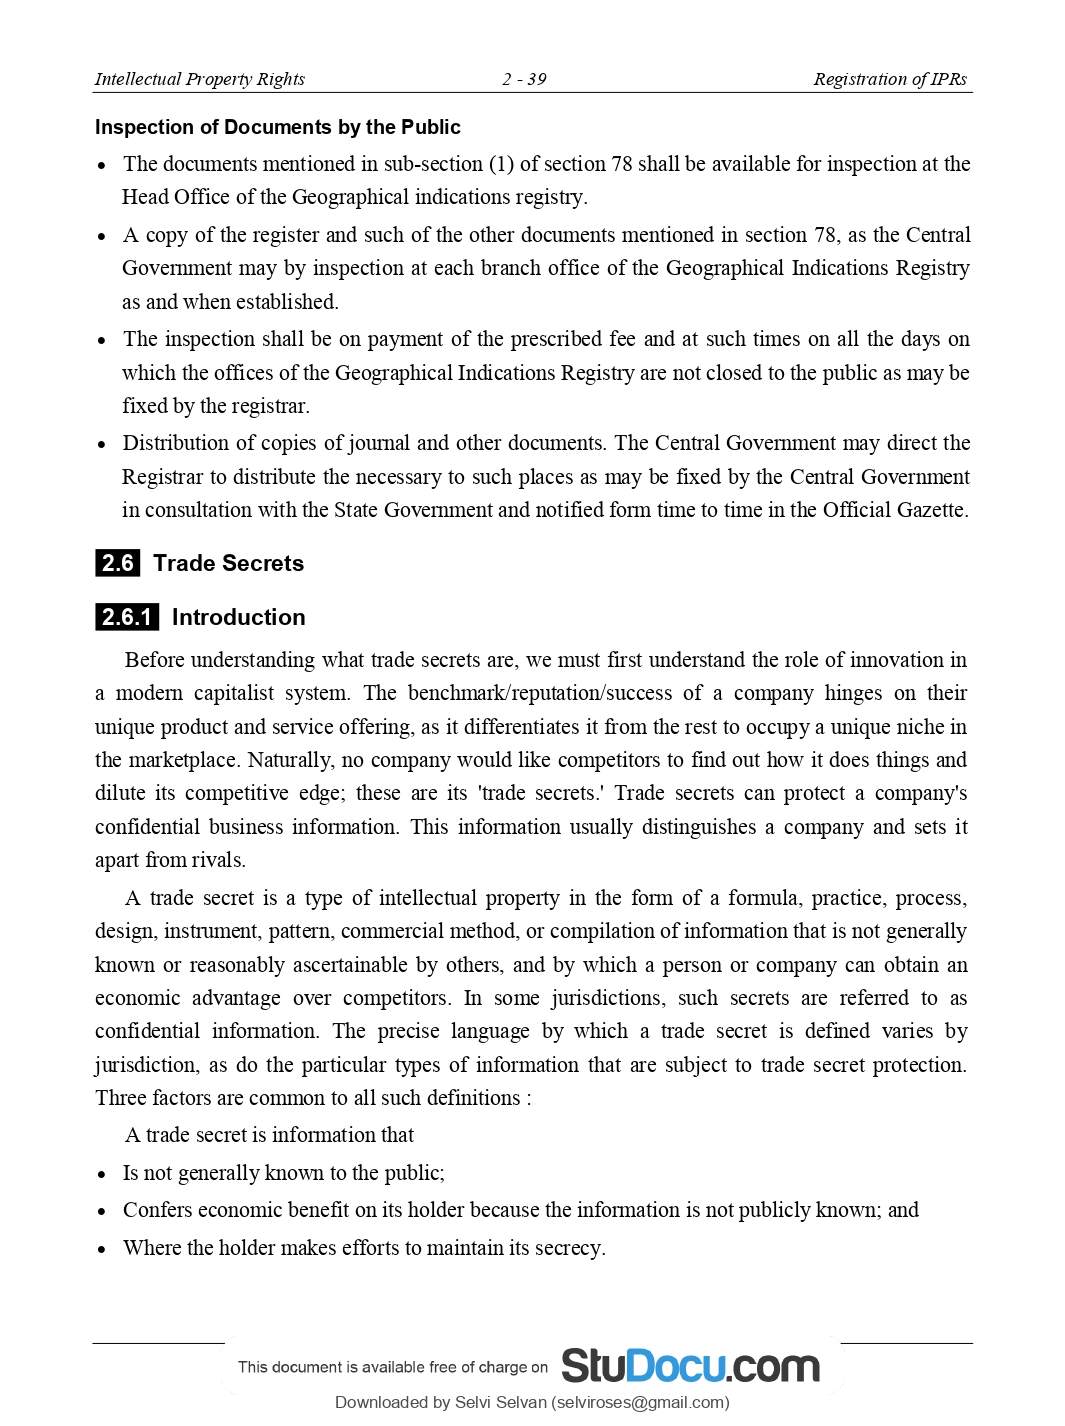 Intellectual Property Rights 2 - 39 Registration of IPRs
Inspection of Documents by the Public
• The documents mentioned in sub-section (1) of section 78 shall be available for inspection at the
Head Office of the Geographical indications registry.
• A copy of the register and such of the other documents mentioned in section 78, as the Central
Government may by inspection at each branch office of the Geographical Indications Registry
as and when established.
• The inspection shall be on payment of the prescribed fee and at such times on all the days on
which the offices of the Geographical Indications Registry are not closed to the public as may be
fixed by the registrar.
• Distribution of copies of journal and other documents. The Central Government may direct the
Registrar to distribute the necessary to such places as may be fixed by the Central Government
in consultation with the State Government and notified form time to time in the Official Gazette.
2.6 Trade Secrets
2.6.1 Introduction
Before understanding what trade secrets are, we must first understand the role of innovation in
a modern capitalist system. The benchmark/reputation/success of a company hinges on their
unique product and service offering, as it differentiates it from the rest to occupy a unique niche in
the marketplace. Naturally, no company would like competitors to find out how it does things and
dilute its competitive edge; these are its 'trade secrets.' Trade secrets can protect a company's
confidential business information. This information usually distinguishes a company and sets it
apart from rivals.
A trade secret is a type of intellectual property in the form of a formula, practice, process,
design, instrument, pattern, commercial method, or compilation of information that is not generally
known or reasonably ascertainable by others, and by which a person or company can obtain an
economic advantage over competitors. In some jurisdictions, such secrets are referred to as
confidential information. The precise language by which a trade secret is defined varies by
jurisdiction, as do the particular types of information that are subject to trade secret protection.
Three factors are common to all such definitions :
A trade secret is information that
• Is not generally known to the public;
• Confers economic benefit on its holder because the information is not publicly known; and
• Where the holder makes efforts to maintain its secrecy.
This document is available free of charge on StuDocu.com
Downloaded by Selvi Selvan (selviroses@gmail.com)